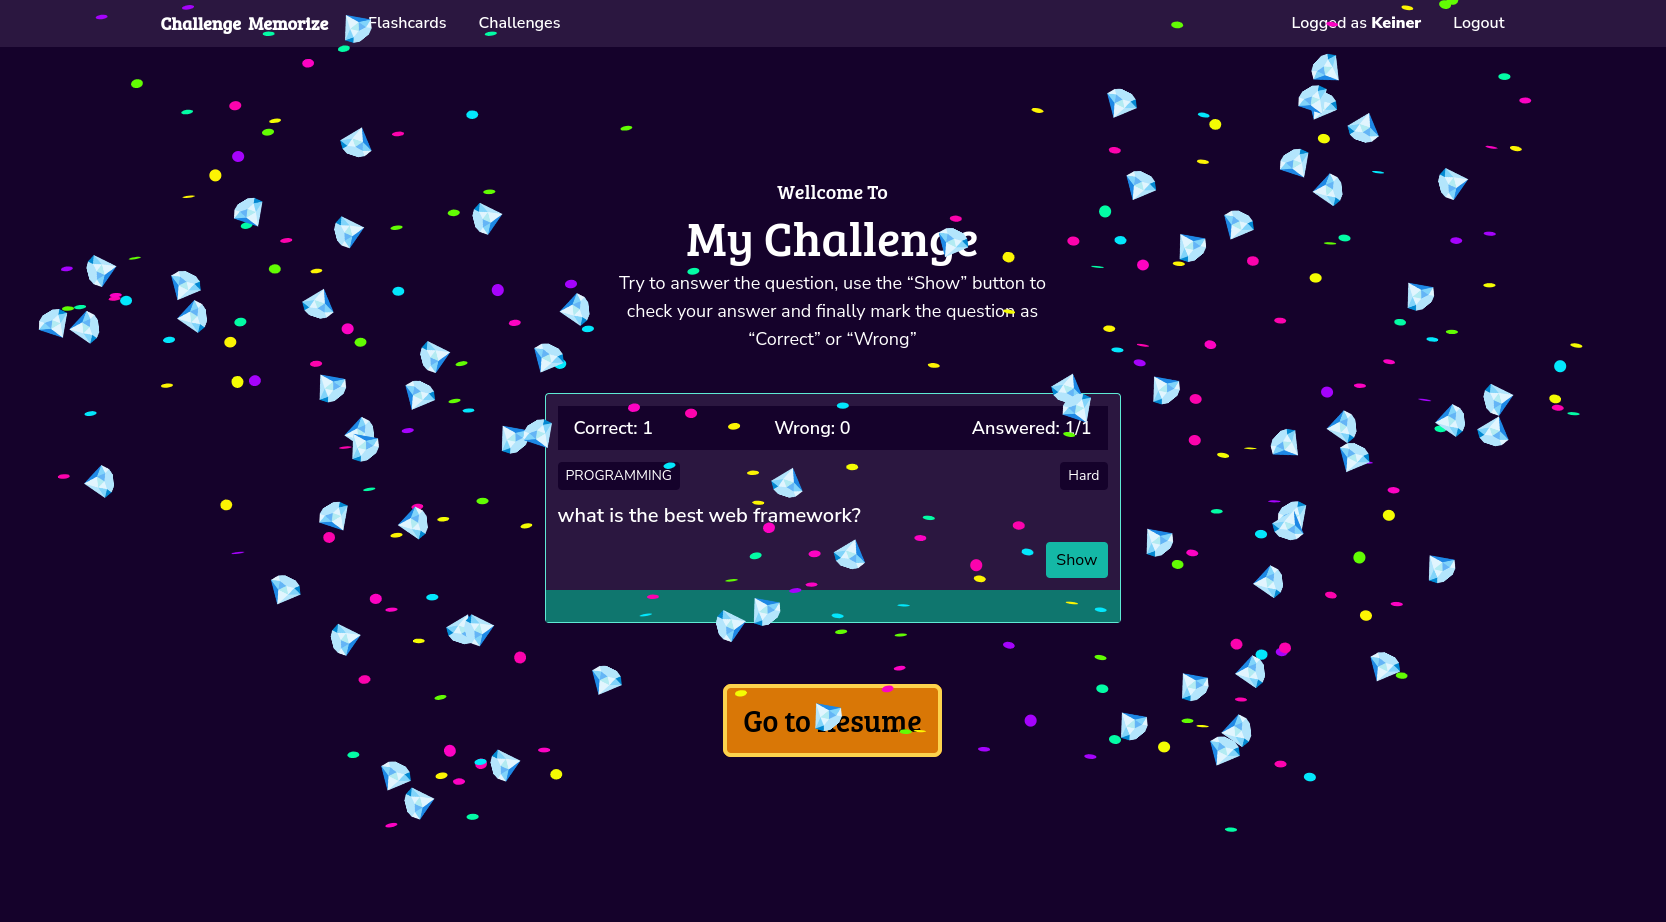 Challenge Memorize
Flashcards
Challenges
Logged as Keiner
Logout
Wellcome To
My Challenge
Try to answer the question, use the “Show” button to
check your answer and finally mark the question as
“Correct” or “Wrong”
Correct: 1
Wrong: 0
Answered: 1/1
PROGRAMMING
Hard
what is the best web framework?
Show
Go to Resume